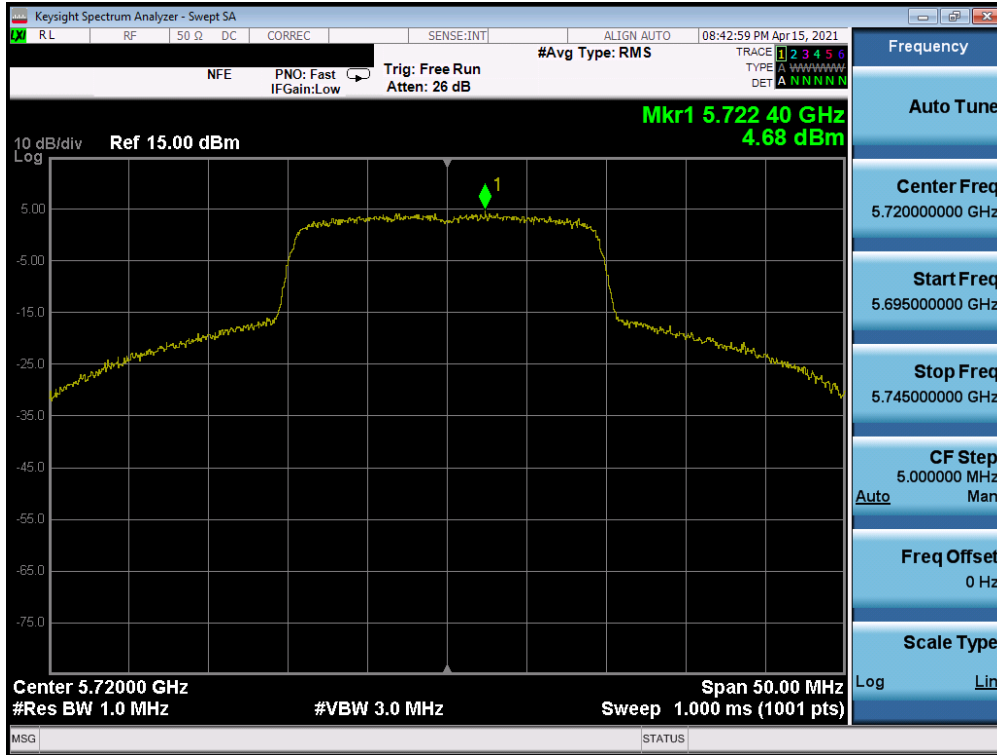 Keysight Spectrum Analyzer - Swept SA
LXI RL RF 50 Ω DC CORREC SENSE:INT ALIGN AUTO 08:42:59 PM Apr 15, 2021
#Avg Type: RMS
TRACE 1 2 3 4 5 6
TYPE A WWWWW
DET A N N N N N
NFE PNO: Fast Trig: Free Run
IFGain:Low Atten: 26 dB
Mkr1 5.722 40 GHz
4.68 dBm
10 dB/div Ref 15.00 dBm
Log
1
5.00
-5.00
-15.0
-25.0
-35.0
-45.0
-55.0
-65.0
-75.0
Center 5.72000 GHz Span 50.00 MHz
#Res BW 1.0 MHz #VBW 3.0 MHz Sweep 1.000 ms (1001 pts)
MSG STATUS
Frequency
Auto Tune
Center Freq
5.720000000 GHz
Start Freq
5.695000000 GHz
Stop Freq
5.745000000 GHz
CF Step
5.000000 MHz
Auto Man
Freq Offset
0 Hz
Scale Type
Log Lin